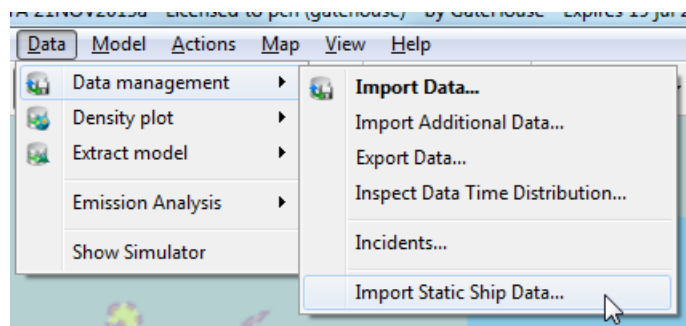 21NOV2013a - Licensed to pch (gatehouse) - by GateHouse - Expires 15 Jul
Data Model Actions Map View Help
Data management
Import Data...
Density plot
Import Additional Data...
Extract model
Export Data...
Inspect Data Time Distribution...
Emission Analysis
Incidents...
Show Simulator
Import Static Ship Data...